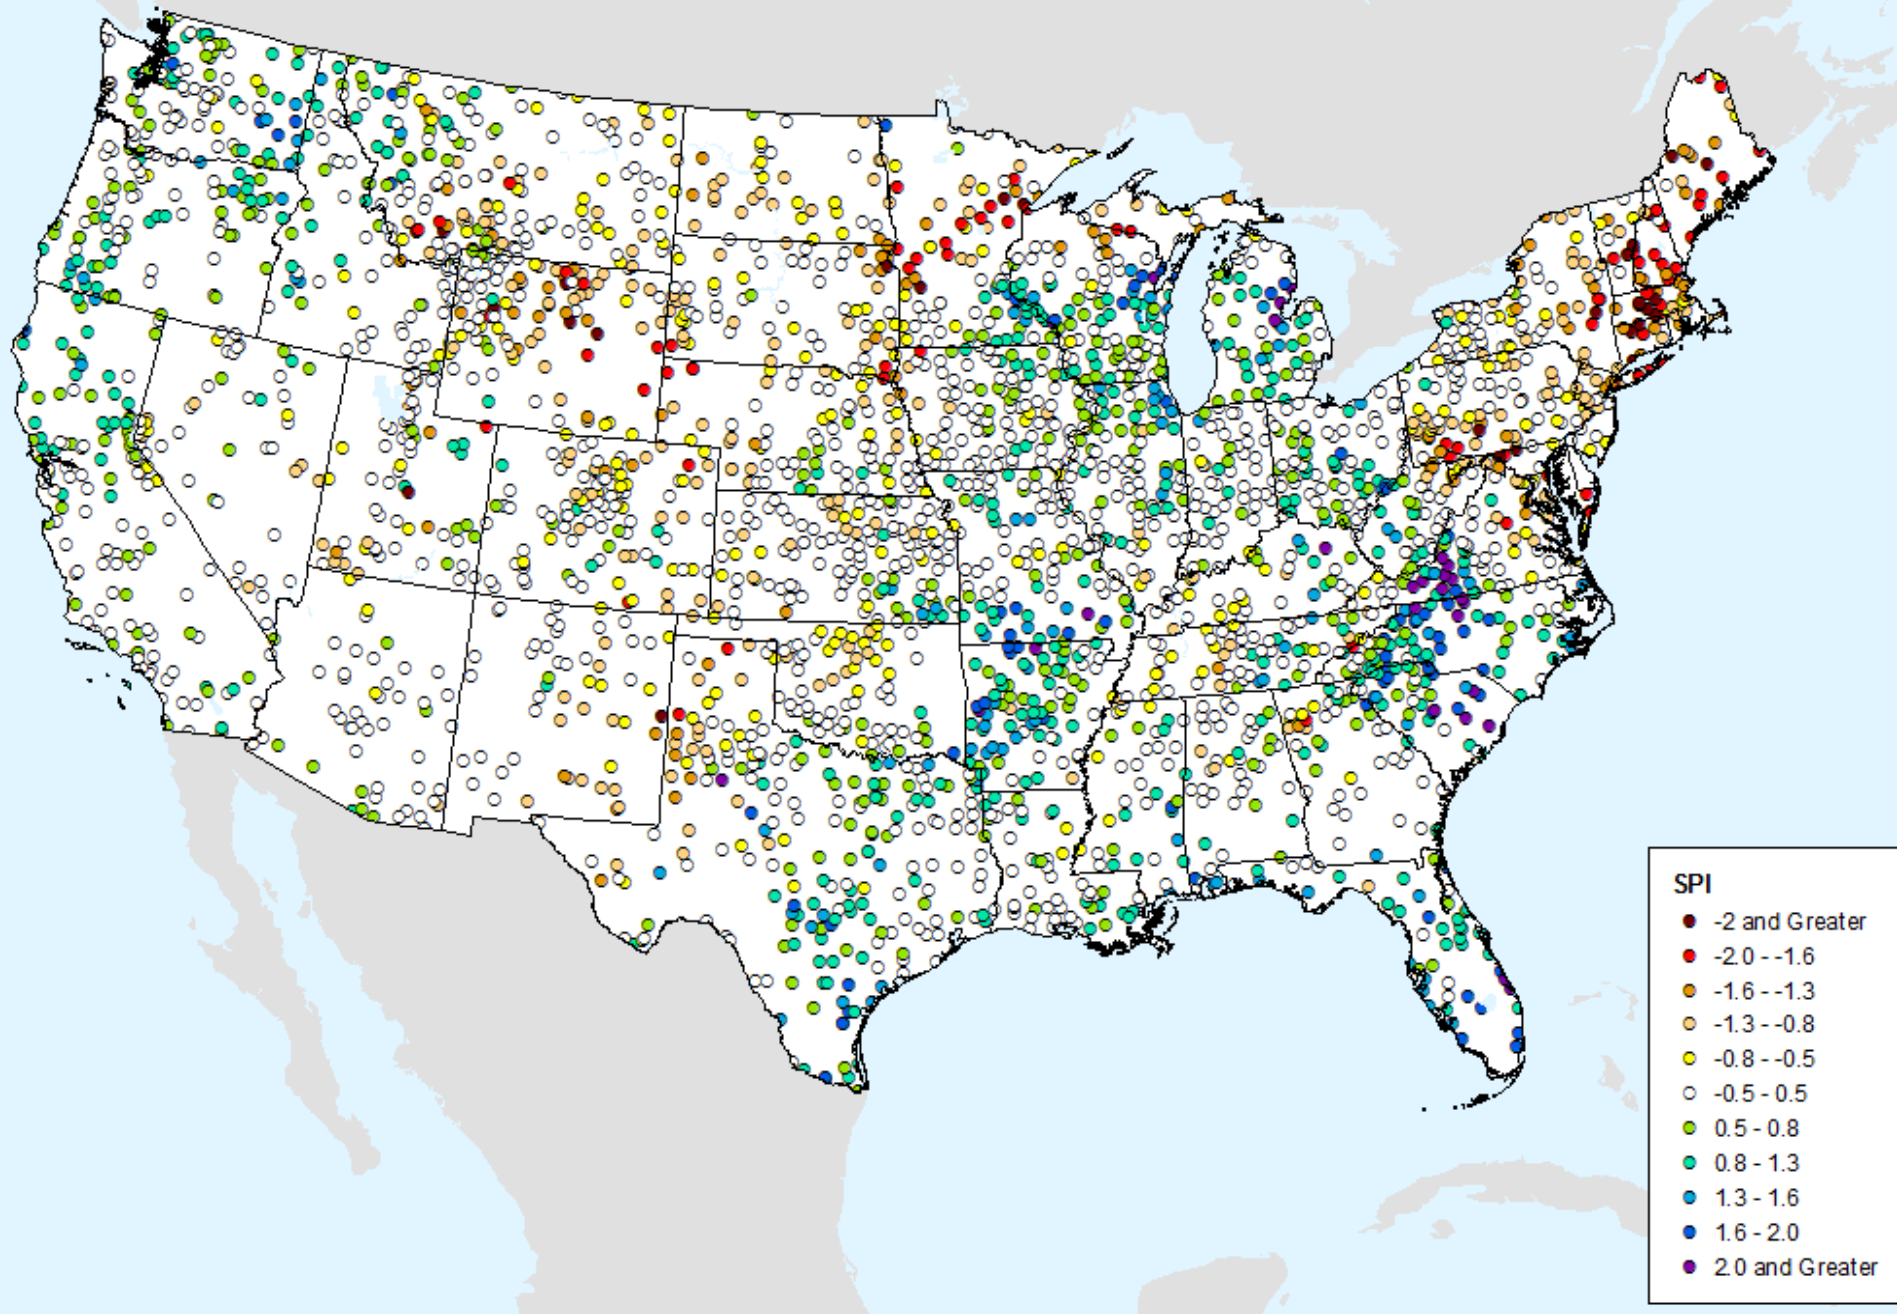 SPI
-2 and Greater
-2.0 - -1.6
-1.6 - -1.3
-1.3 - -0.8
-0.8 - -0.5
-0.5 - 0.5
0.5 - 0.8
0.8 - 1.3
1.3 - 1.6
1.6 - 2.0
2.0 and Greater